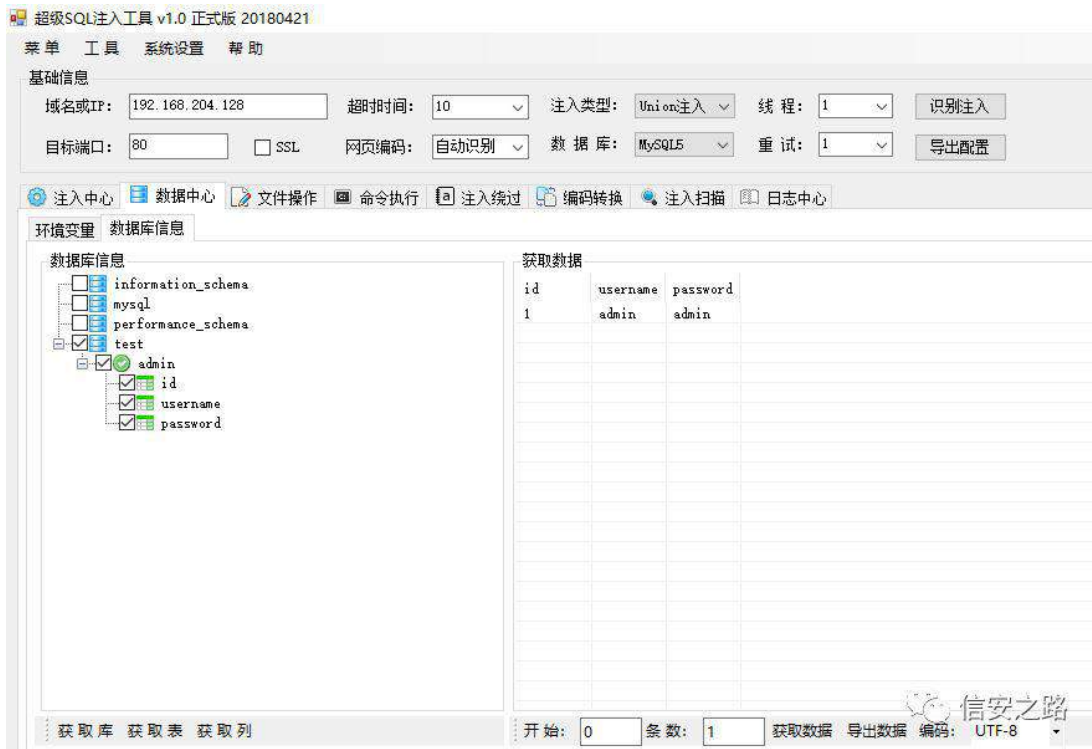 超级SQL注入工具 v1.0 正式版 20180421
菜单 工具 系统设置 帮助
基础信息
域名或IP: 192.168.204.128 超时时间: 10 注入类型: Union注入 线程: 1 识别注入
目标端口: 80 SSL 网页编码: 自动识别 数据库: MySQL5 重试: 1 导出配置
注入中心 数据中心 文件操作 命令执行 注入绕过 编码转换 注入扫描 日志中心
环境变量 数据库信息
数据库信息
information_schema
mysql
performance_schema
test
admin
id
username
password
获取数据
id username password
1 admin admin
获取库 获取表 获取列
开始: 0 条数: 1 获取数据 导出数据 编码: UTF-8
信安之路